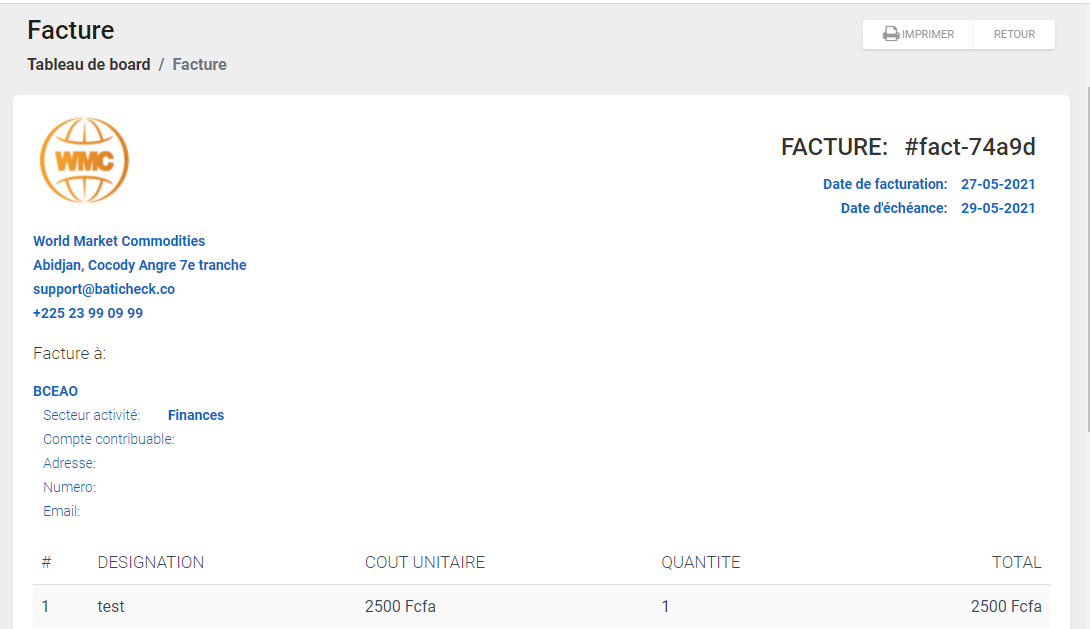 Facture
IMPRIMER
RETOUR
Tableau de board / Facture
WMC
FACTURE: #fact-74a9d
Date de facturation: 27-05-2021
Date d'échéance: 29-05-2021
World Market Commodities
Abidjan, Cocody Angre 7e tranche
support@baticheck.co
+225 23 99 09 99
Facture à:
BCEAO
Secteur activité: Finances
Compte contribuable:
Adresse:
Numero:
Email:
# DESIGNATION COUT UNITAIRE QUANTITE TOTAL
1 test 2500 Fcfa 1 2500 Fcfa